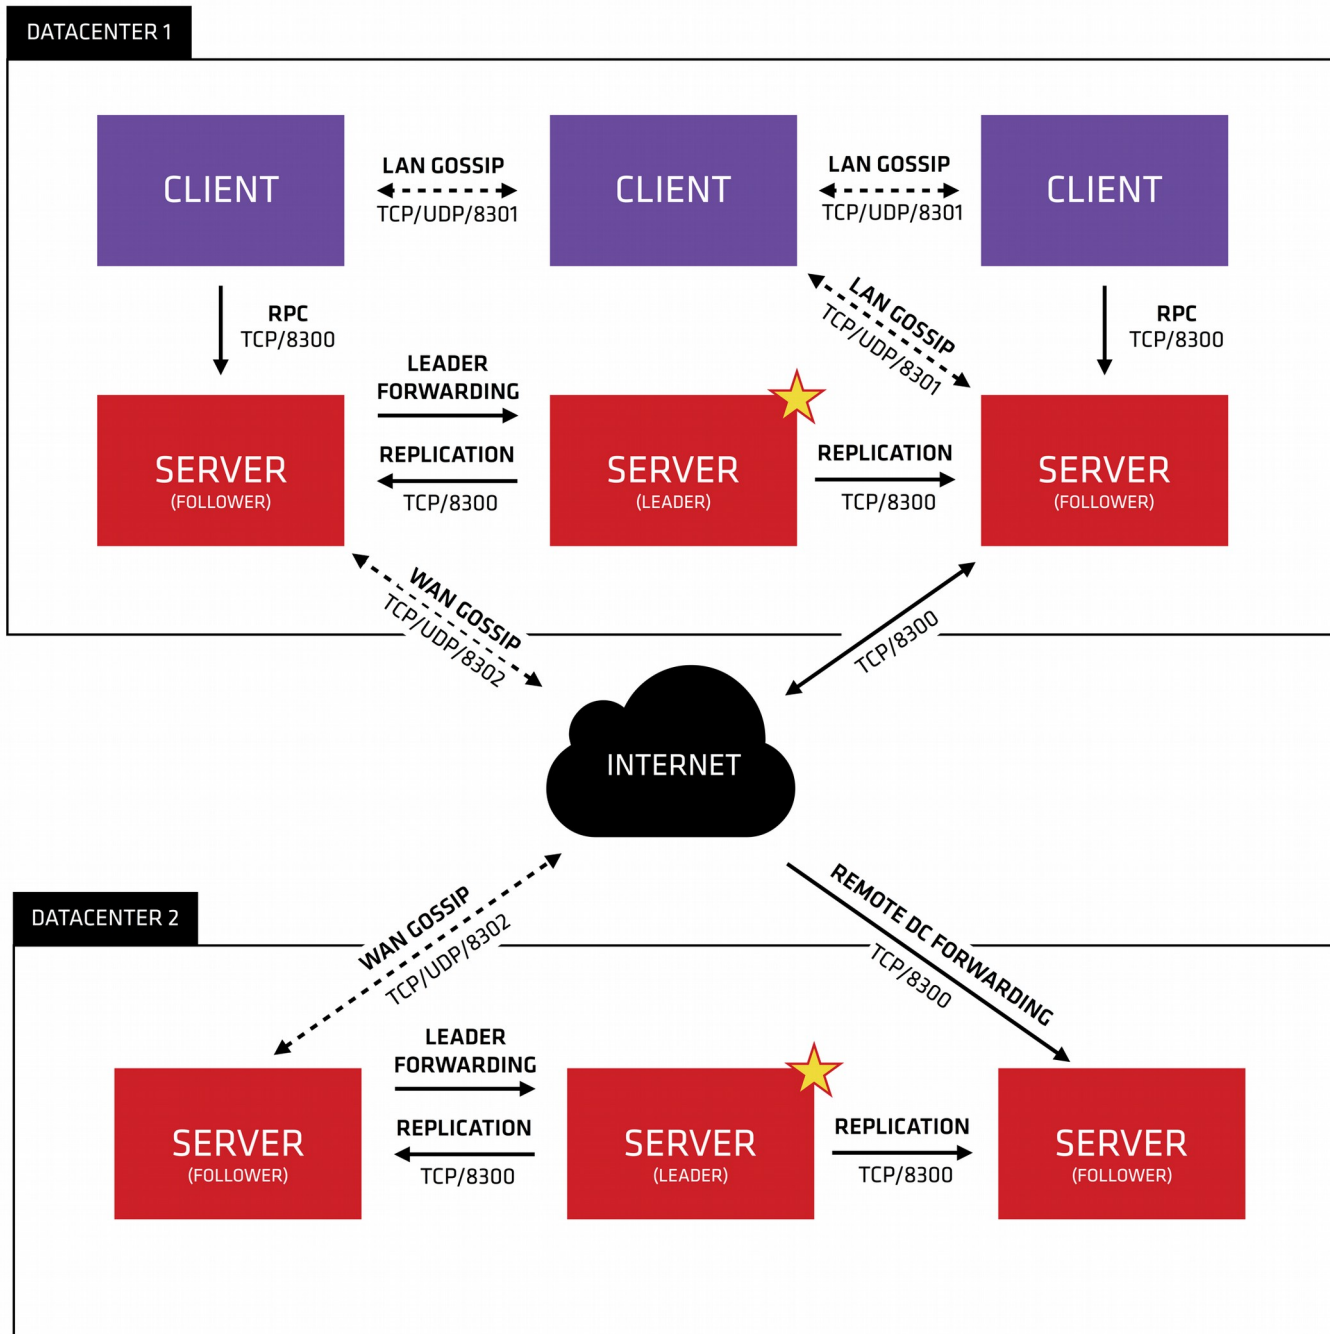 DATACENTER 1
CLIENT
LAN GOSSIP
TCP/UDP/8301
CLIENT
LAN GOSSIP
TCP/UDP/8301
CLIENT
RPC
TCP/8300
LAN GOSSIP
TCP/UDP/8301
RPC
TCP/8300
SERVER
(FOLLOWER)
LEADER
FORWARDING
REPLICATION
TCP/8300
SERVER
(LEADER)
REPLICATION
TCP/8300
SERVER
(FOLLOWER)
WAN GOSSIP
TCP/UDP/8302
TCP/8300
INTERNET
DATACENTER 2
WAN GOSSIP
TCP/UDP/8302
REMOTE DC FORWARDING
TCP/8300
SERVER
(FOLLOWER)
LEADER
FORWARDING
REPLICATION
TCP/8300
SERVER
(LEADER)
REPLICATION
TCP/8300
SERVER
(FOLLOWER)